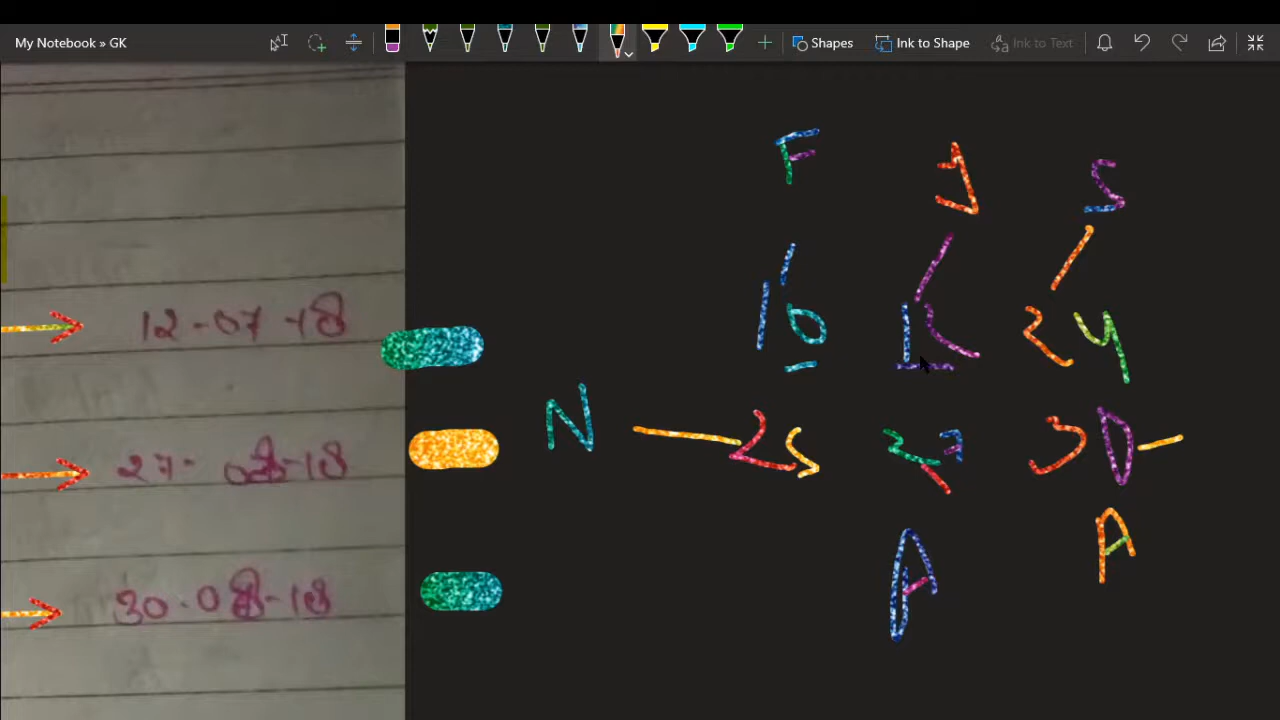 My Notebook » GK
Shapes
Ink to Shape
Ink to Text
F J S
12-07-18
16 12 24
N 25 27 30
27-08-18
A A
30-08-18